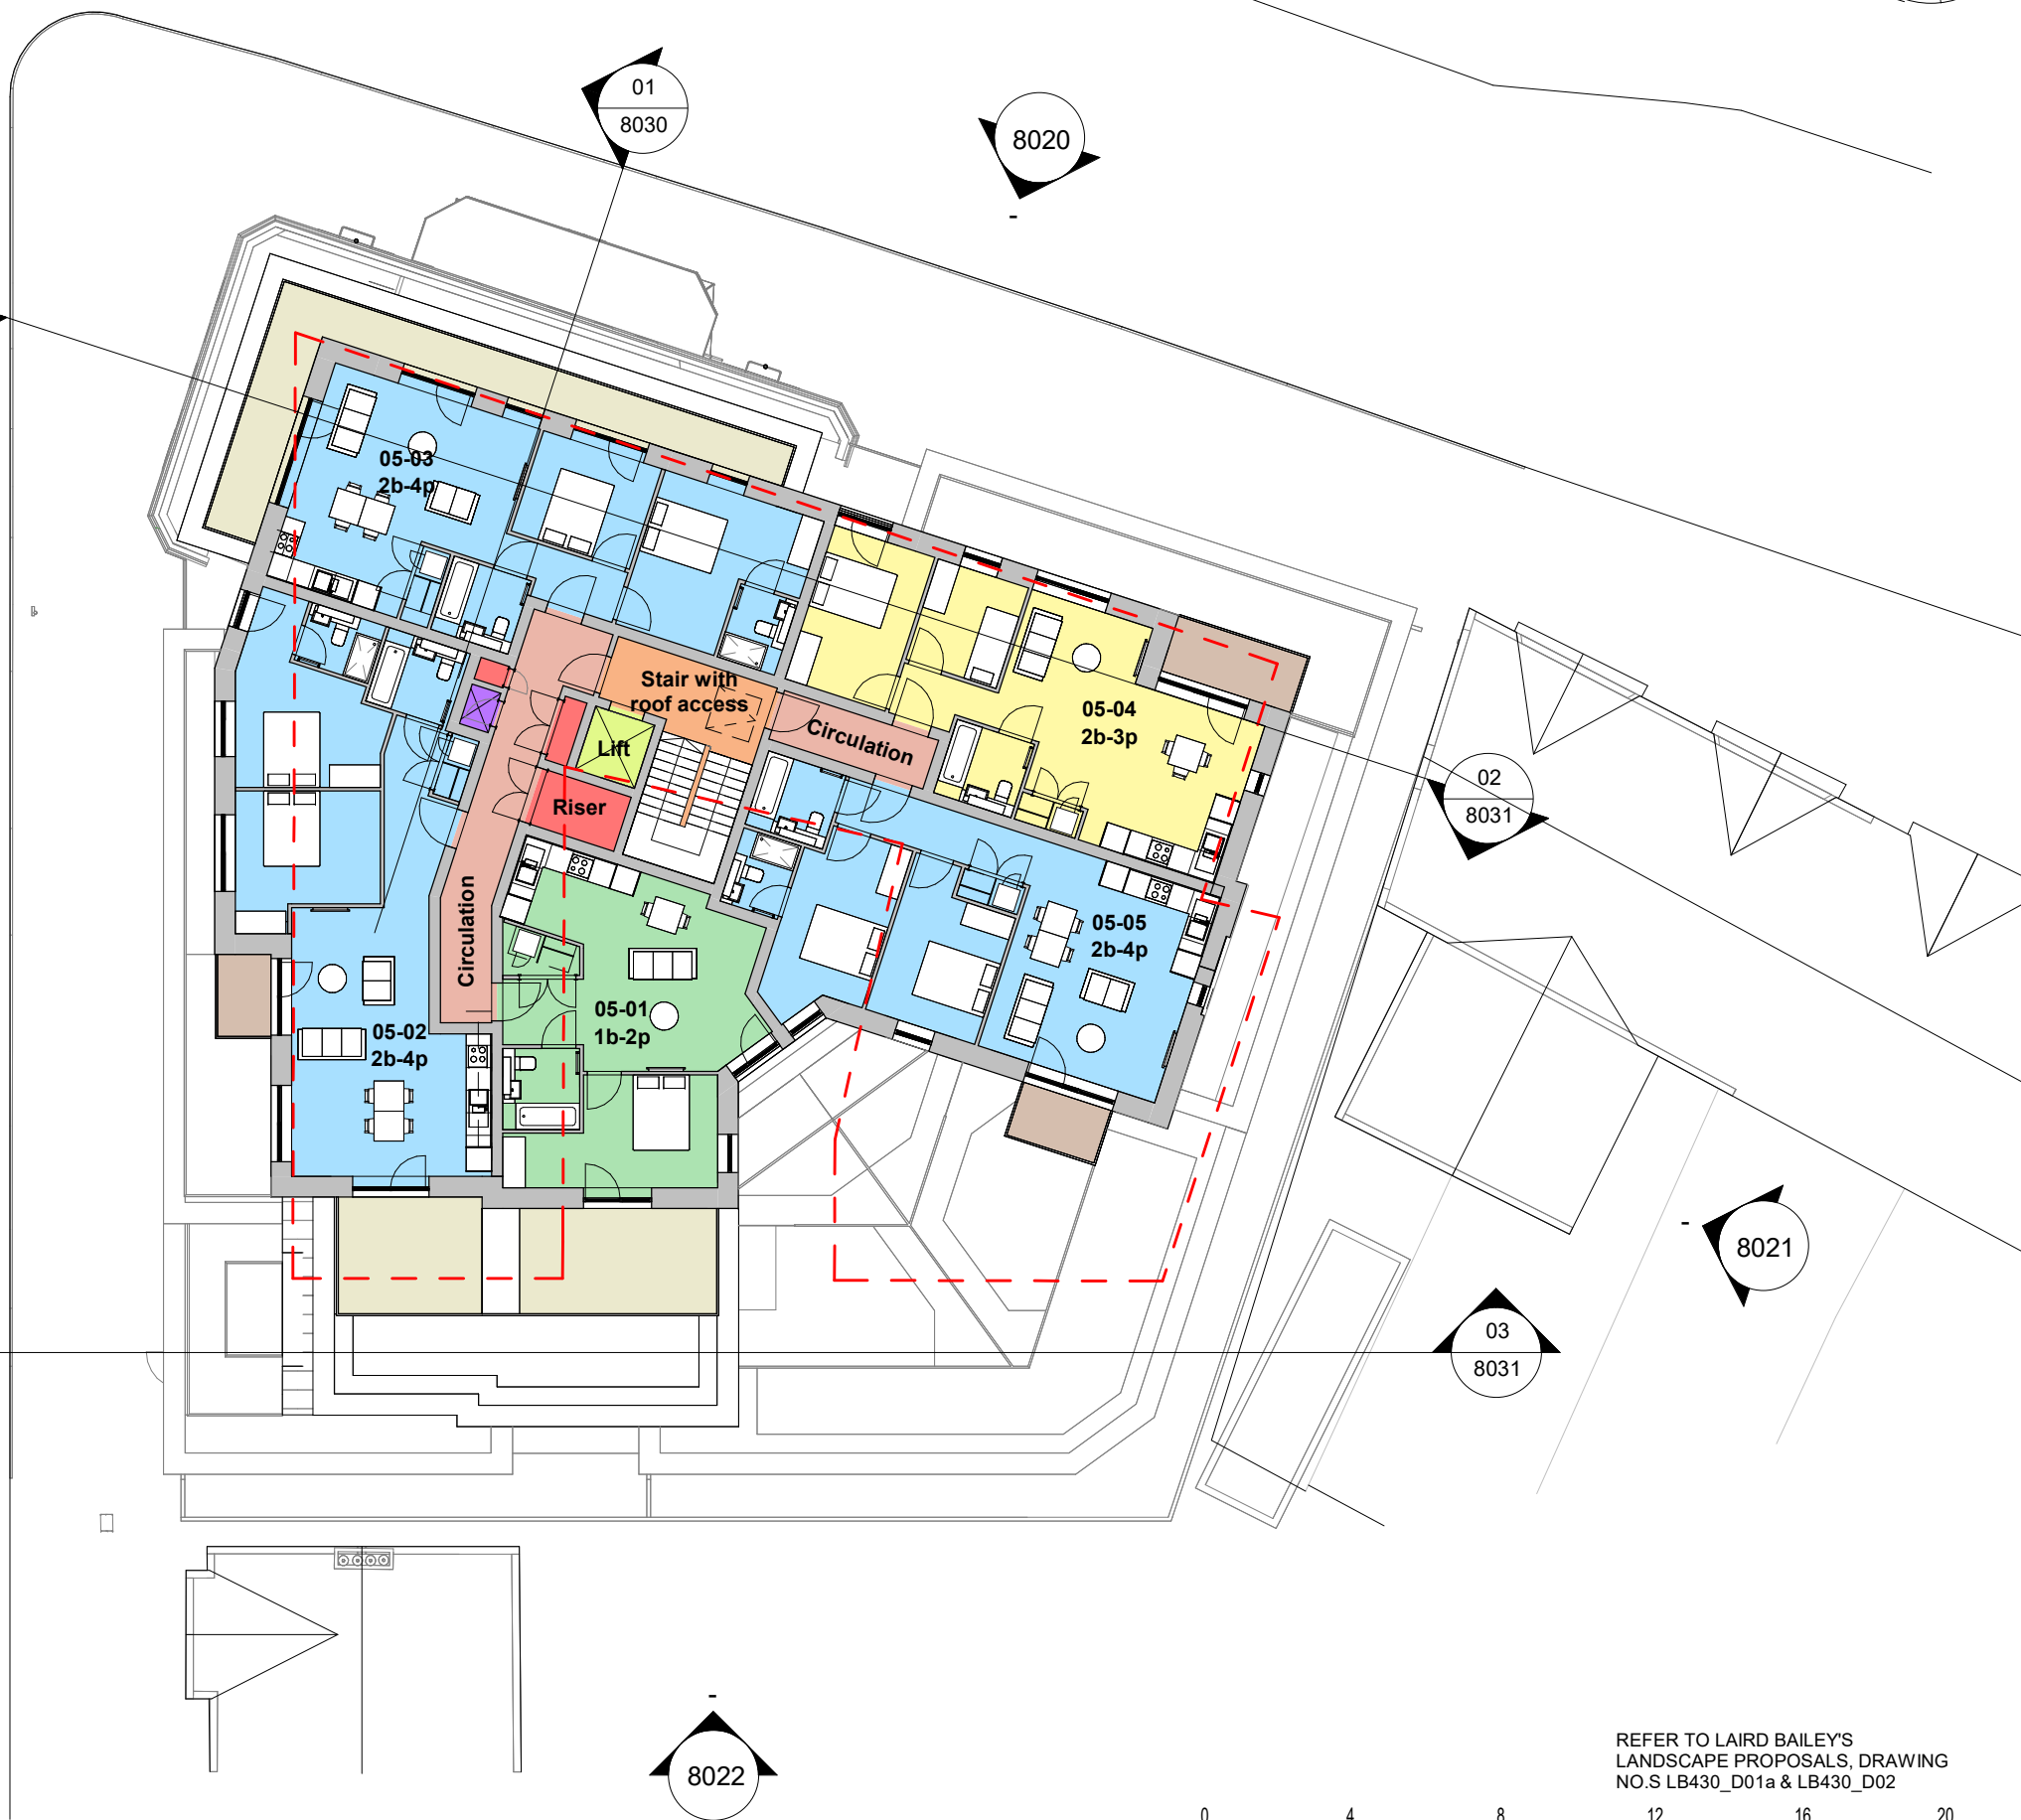 01
8030
8020
-
05-03
2b-4p
Stair with
roof access
Circulation
Lift
Riser
05-04
2b-3p
02
8031
Circulation
05-05
2b-4p
05-01
1b-2p
05-02
2b-4p
-
8021
03
8031
-
8022
REFER TO LAIRD BAILEY'S
LANDSCAPE PROPOSALS, DRAWING
NO.S LB430_D01a & LB430_D02
0 4 8 12 16 20